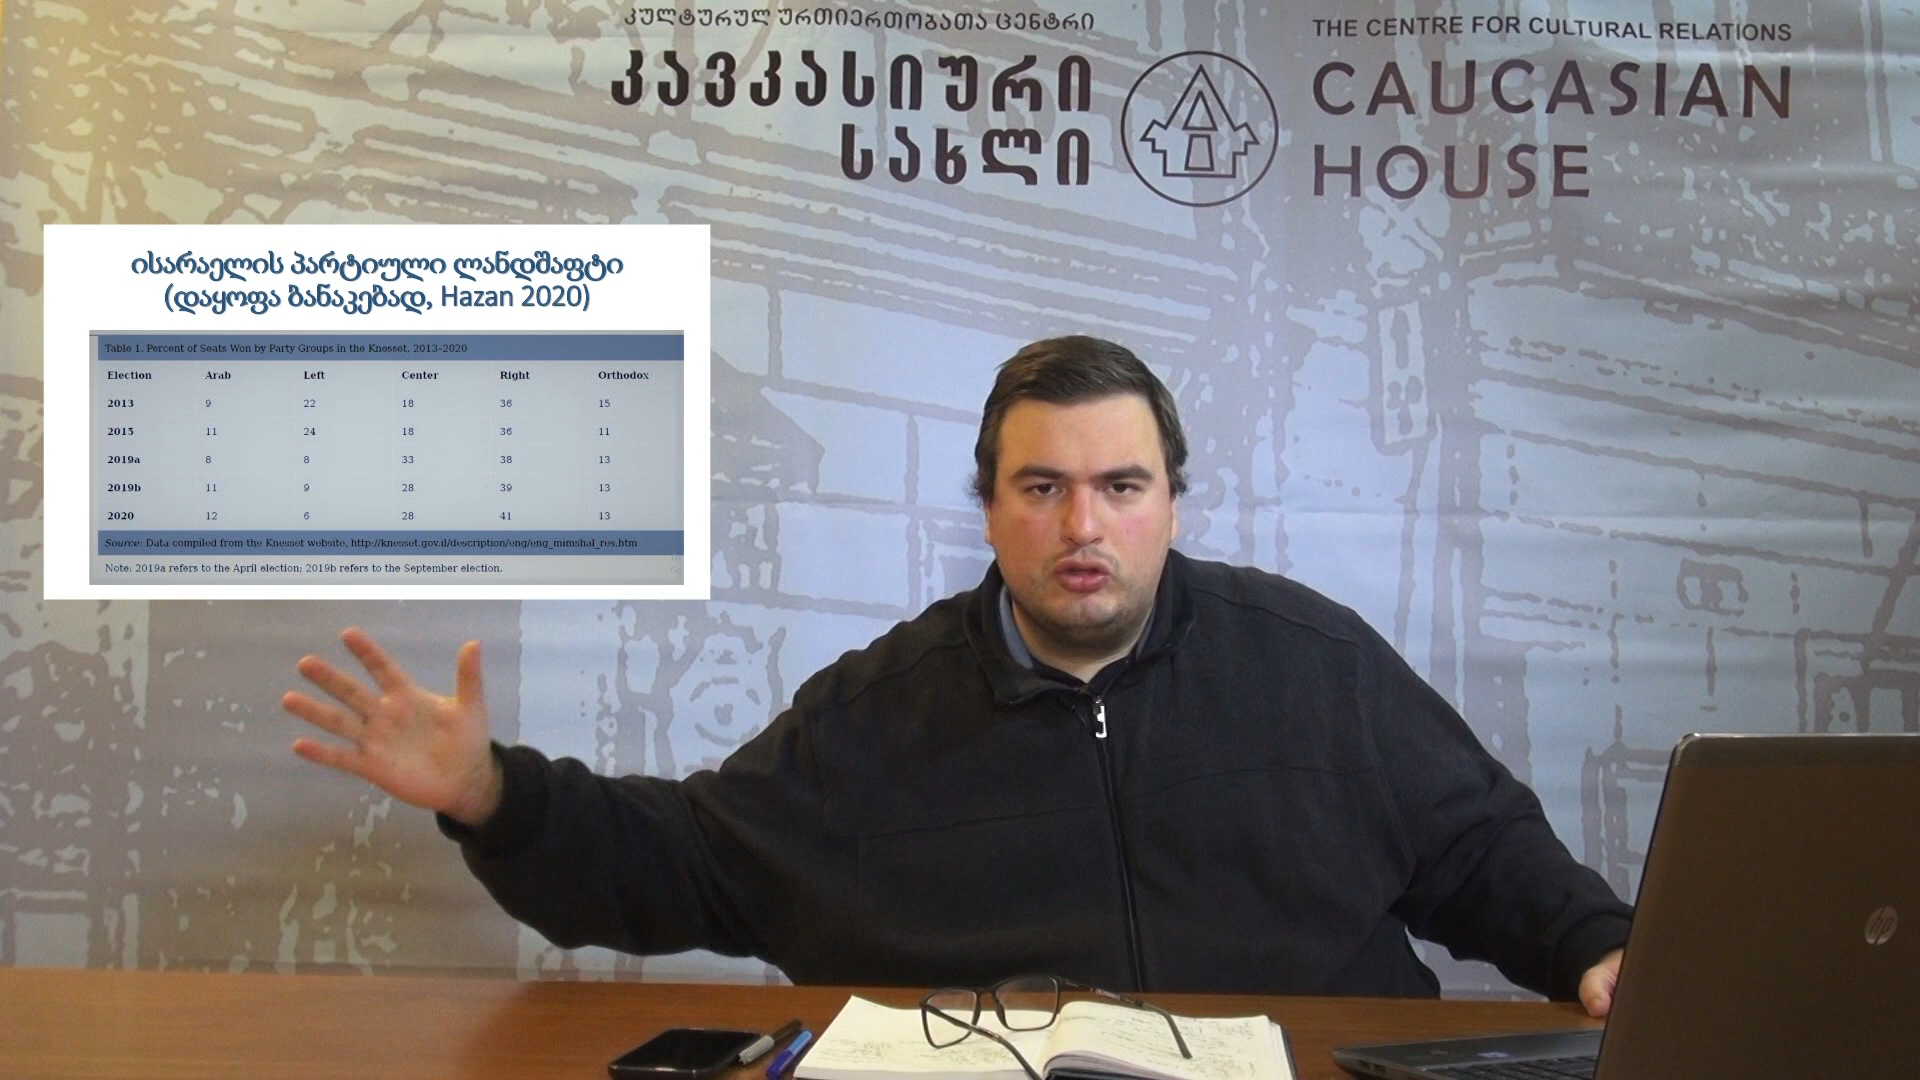 კულტურულ ურთიერთობათა ცენტრი
კავკასიური
სახლი
THE CENTRE FOR CULTURAL RELATIONS
CAUCASIAN
HOUSE
ისარაელის პარტიული ლანდშაფტი
(დაყოფა ბანაკებად, Hazan 2020)
Table 1. Percent of Seats Won by Party Groups in the Knesset, 2013–2020
Election Arab Left Center Right Orthodox
2013 9 22 18 36 15
2015 11 24 18 36 11
2019a 8 8 33 38 13
2019b 11 9 28 39 13
2020 12 6 28 41 13
Source: Data compiled from the Knesset website, http://knesset.gov.il/description/eng/eng_mimshal_res.htm
Note: 2019a refers to the April election; 2019b refers to the September election.
hp